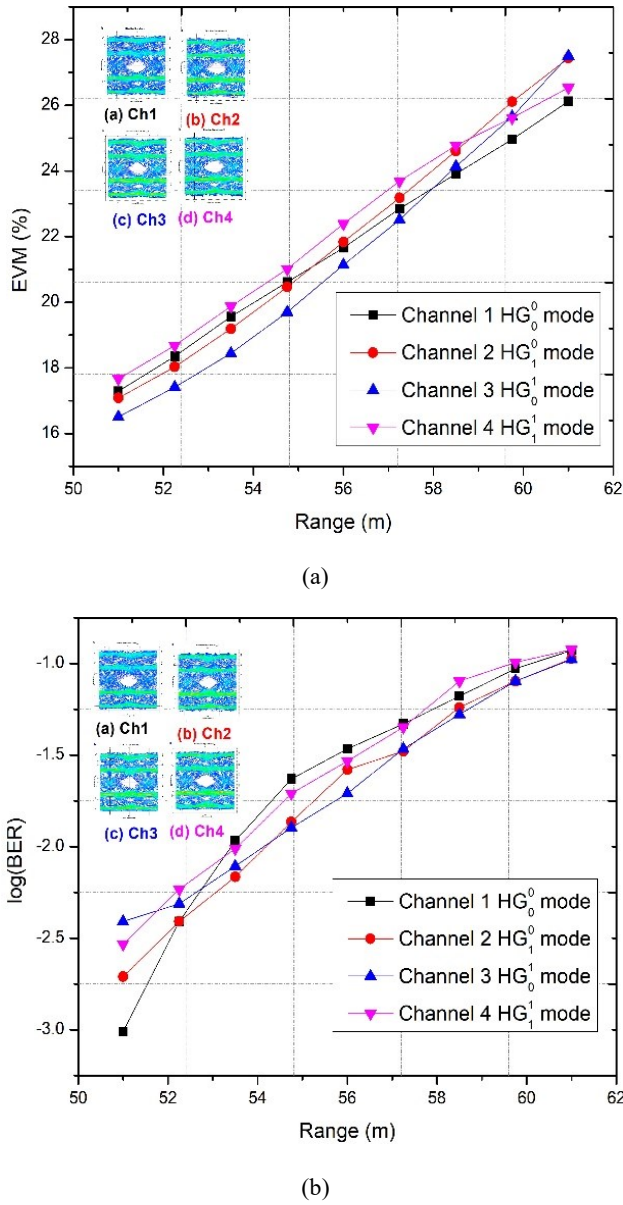 28
26
24
22
20
18
16
EVM (%)
(a) Ch1
(b) Ch2
(c) Ch3
(d) Ch4
Channel 1 HG⁰₀ mode
Channel 2 HG⁰₁ mode
Channel 3 HG¹₀ mode
Channel 4 HG¹₁ mode
50 52 54 56 58 60 62
Range (m)
(a)
-1.0
-1.5
-2.0
-2.5
-3.0
log(BER)
(a) Ch1
(b) Ch2
(c) Ch3
(d) Ch4
Channel 1 HG⁰₀ mode
Channel 2 HG⁰₁ mode
Channel 3 HG¹₀ mode
Channel 4 HG¹₁ mode
50 52 54 56 58 60 62
Range (m)
(b)